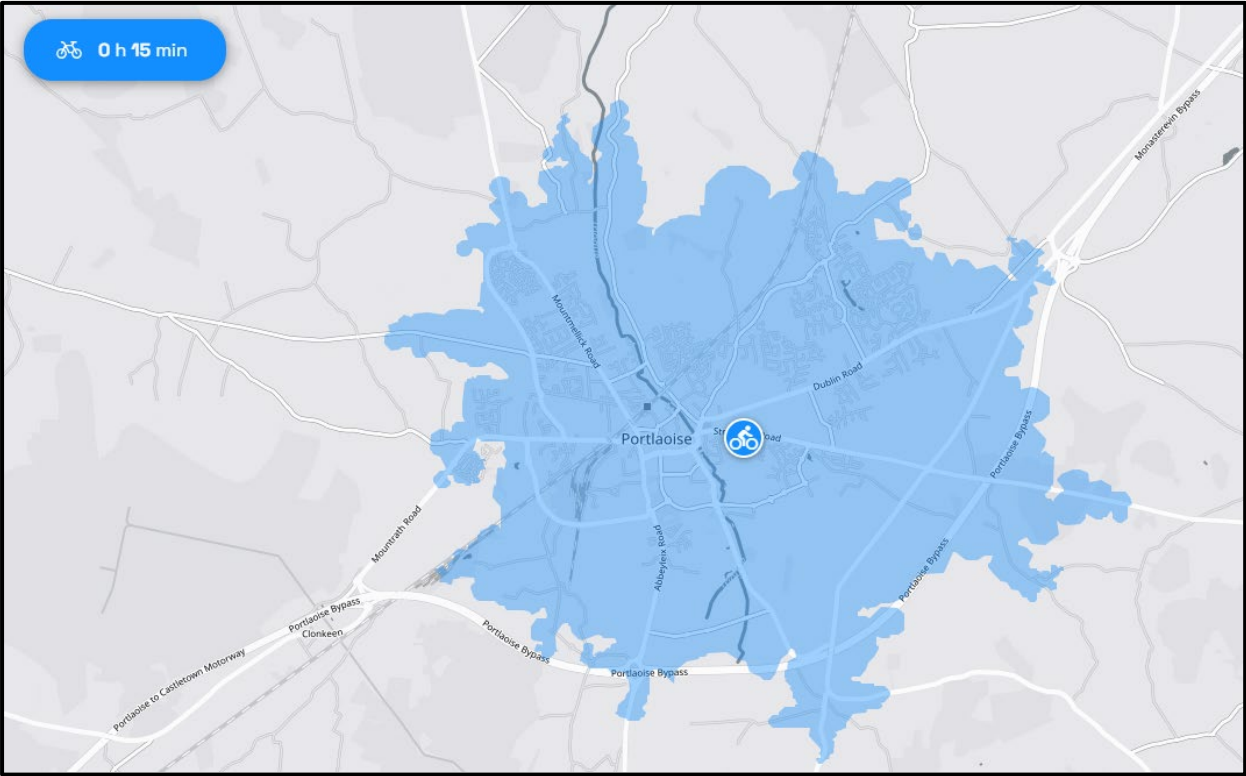 0 h 15 min
Monasterevin Bypass
Mountmellick Road
Dublin Road
Portlaoise
Portlaoise Bypass
Mountrath Road
Abbeyleix Road
Portlaoise Bypass
Portlaoise Bypass
Clonkeen
Portlaoise Bypass
Portlaoise Bypass
Portlaoise to Castletown Motorway